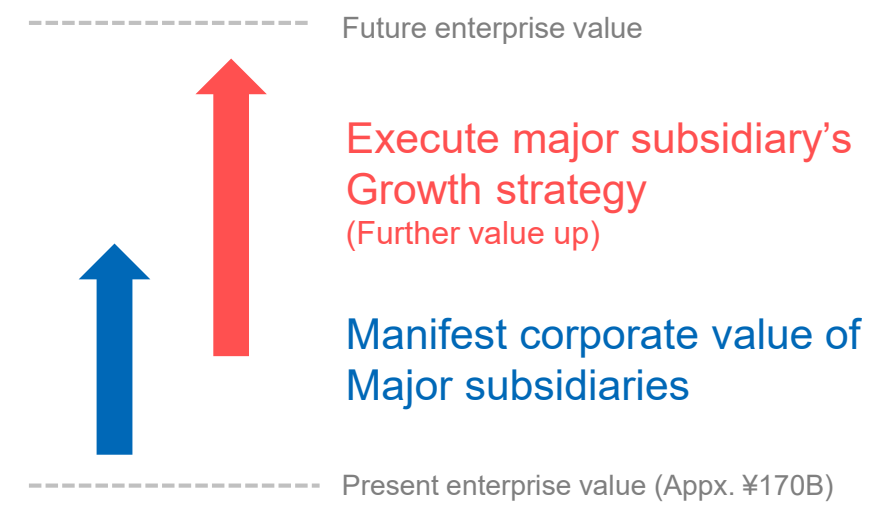 Future enterprise value
Execute major subsidiary’s
Growth strategy
(Further value up)
Manifest corporate value of
Major subsidiaries
Present enterprise value (Appx. ¥170B)